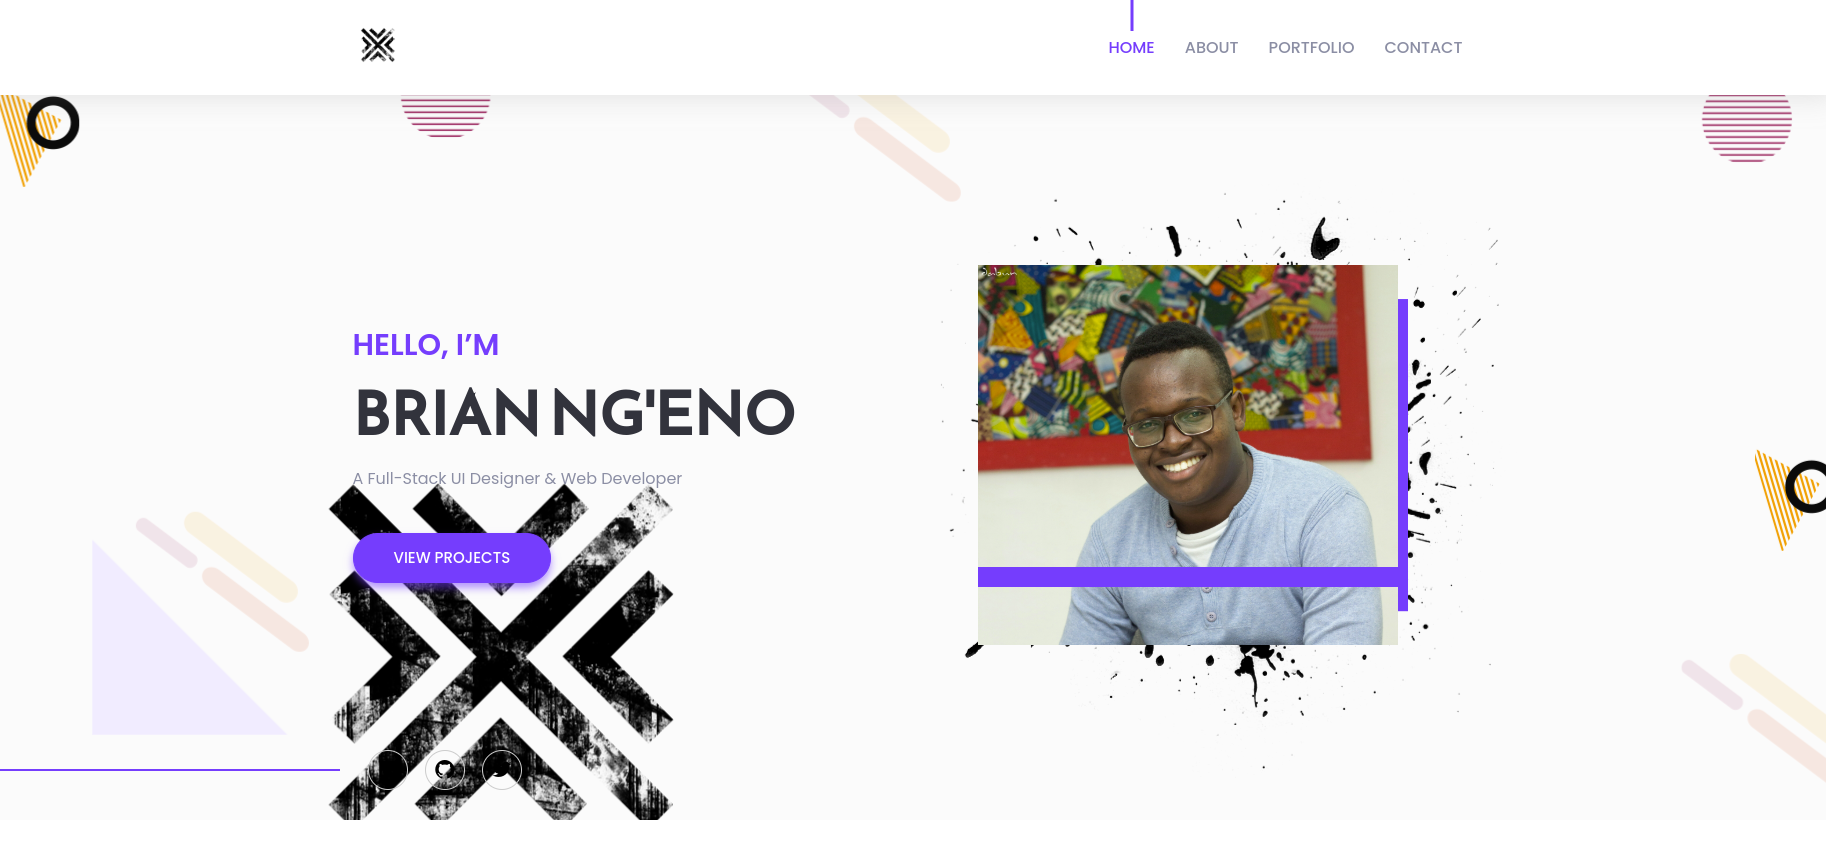 HOME ABOUT PORTFOLIO CONTACT
HELLO, I’M
BRIAN NG'ENO
A Full-Stack UI Designer & Web Developer
VIEW PROJECTS